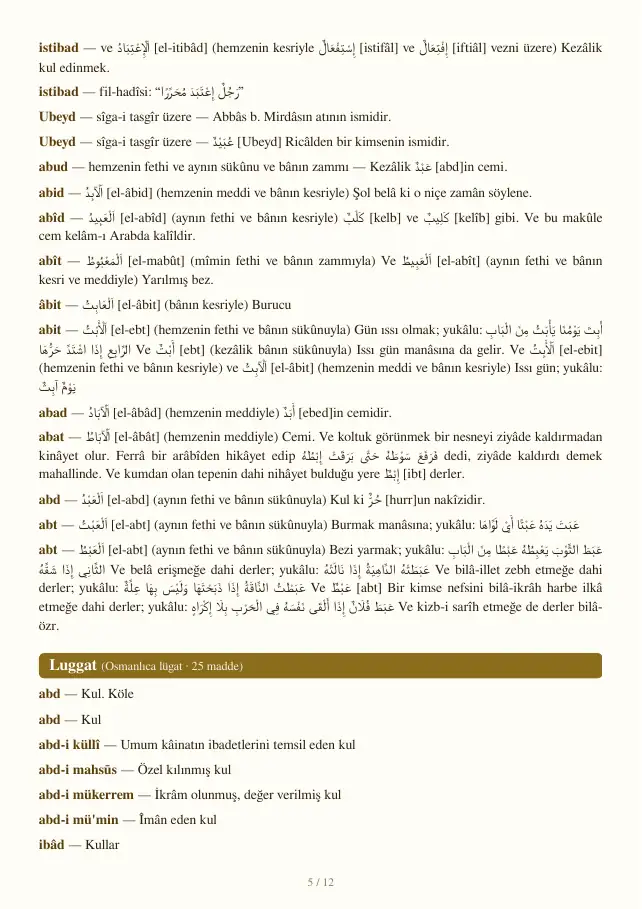 istibad — ve اَلْاِعْتِبَادُ [el-itibâd] (hemzenin kesriyle اِسْتِفْعَالٌ [istifâl] ve اِفْتِعَالٌ [iftiâl] vezni üzere) Kezâlik
kul edinmek.
istibad — fil-hadîsi: “رَجُلٌ اِعْتَبَدَ مُحَرَّرًا”
Ubeyd — sîga-i tasgîr üzere — Abbâs b. Mirdâsın atının ismidir.
Ubeyd — sîga-i tasgîr üzere — عُبَيْدٌ [Ubeyd] Ricâlden bir kimsenin ismidir.
abud — hemzenin fethi ve aynın sükûnu ve bânın zammı — Kezâlik عَبْدٌ [abd]in cemi.
abid — اَلْآبِدُ [el-âbid] (hemzenin meddi ve bânın kesriyle) Şol belâ ki o niçe zamân söylene.
abîd — اَلْعَبِيدُ [el-abîd] (aynın fethi ve bânın kesriyle) كَلْبٌ [kelb] ve كَلِيبٌ [kelîb] gibi. Ve bu makûle
cem kelâm-ı Arabda kalîldir.
abît — اَلْمَعْبُوطُ [el-mabût] (mîmin fethi ve bânın zammıyla) Ve اَلْعَبِيطُ [el-abît] (aynın fethi ve bânın
kesri ve meddiyle) Yarılmış bez.
âbit — اَلْعَابِتُ [el-âbit] (bânın kesriyle) Burucu
abit — اَلْأَبْتُ [el-ebt] (hemzenin fethi ve bânın sükûnuyla) Gün ıssı olmak; yukâlu: أَبِتَ يَوْمُنَا يَأْبَتُ مِنَ الْبَابِ
الرَّابِعِ إِذَا اشْتَدَّ حَرُّهَا Ve أَبْتٌ [ebt] (kezâlik bânın sükûnuyla) Issı gün manâsına da gelir. Ve اَلْأَبِتُ [el-ebit]
(hemzenin fethi ve bânın kesriyle) ve اَلْآبِتُ [el-âbit] (hemzenin meddi ve bânın kesriyle) Issı gün; yukâlu:
يَوْمٌ آبِتٌ
abad — اَلْآبَادُ [el-âbâd] (hemzenin meddiyle) أَبَدٌ [ebed]in cemidir.
abat — اَلْآبَاطُ [el-âbât] (hemzenin meddiyle) Cemi. Ve koltuk görünmek bir nesneyi ziyâde kaldırmadan
kinâyet olur. Ferrâ bir arâbîden hikâyet edip فَرَفَعَ سَوْطَهُ حَتَّى بَرَقَتْ إِبْطُهُ dedi, ziyâde kaldırdı demek
mahallinde. Ve kumdan olan tepenin dahi nihâyet bulduğu yere إِبْطٌ [ibt] derler.
abd — اَلْعَبْدُ [el-abd] (aynın fethi ve bânın sükûnuyla) Kul ki حُرٌّ [hurr]un nakîzidir.
abt — اَلْعَبْتُ [el-abt] (aynın fethi ve bânın sükûnuyla) Burmak manâsına; yukâlu: عَبَتَ يَدَهُ عَبْتًا أَيْ لَوَّاهَا
abt — اَلْعَبْطُ [el-abt] (aynın fethi ve bânın sükûnuyla) Bezi yarmak; yukâlu: عَبَطَ الثَّوْبَ يَعْبِطُهُ عَبْطًا مِنَ الْبَابِ
الثَّانِي إِذَا شَقَّهُ Ve belâ erişmeğe dahi derler; yukâlu: عَبَطَتْهُ الدَّاهِيَةُ إِذَا نَالَتْهُ Ve bilâ-illet zebh etmeğe dahi
derler; yukâlu: عَبَطْتُ النَّاقَةَ إِذَا ذَبَحْتَهَا وَلَيْسَ بِهَا عِلَّةٌ Ve عَبْطٌ [abt] Bir kimse nefsini bilâ-ikrâh harbe ilkâ
etmeğe dahi derler; yukâlu: عَبَطَ فُلَانٌ إِذَا أَلْقَى نَفْسَهُ فِي الْحَرْبِ بِلَا إِكْرَاهٍ Ve kizb-i sarîh etmeğe de derler bilâ-
özr.
Luggat (Osmanlıca lügat · 25 madde)
abd — Kul. Köle
abd — Kul
abd-i küllî — Umum kâinatın ibadetlerini temsil eden kul
abd-i mahsûs — Özel kılınmış kul
abd-i mükerrem — İkrâm olunmuş, değer verilmiş kul
abd-i mü'min — Îmân eden kul
ibâd — Kullar
5 / 12